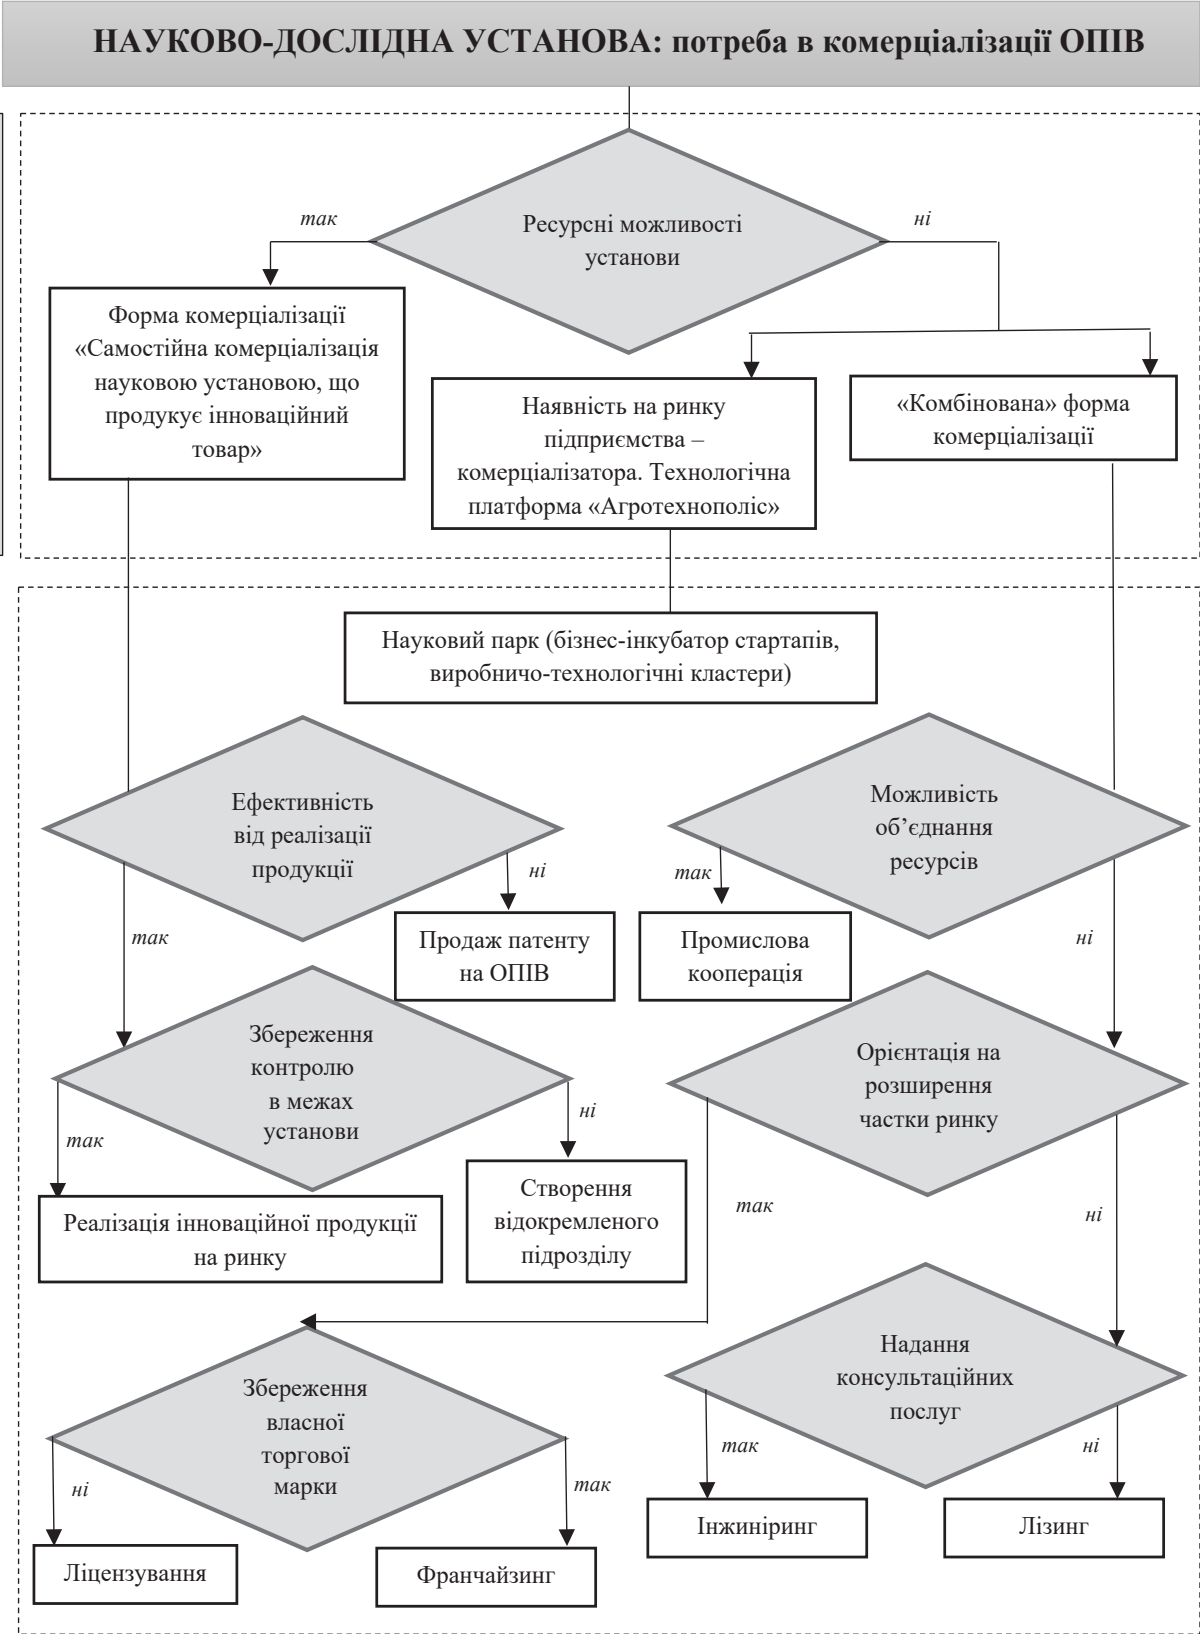 НАУКОВО-ДОСЛІДНА УСТАНОВА: потреба в комерціалізації ОПІВ
Ресурсні можливості
установи
так
ні
Форма комерціалізації
«Самостійна комерціалізація
науковою установою, що
продукує інноваційний
товар»
Наявність на ринку
підприємства –
комерціалізатора. Технологічна
платформа «Агротехнополіс»
«Комбінована» форма
комерціалізації
Науковий парк (бізнес-інкубатор стартапів,
виробничо-технологічні кластери)
Ефективність
від реалізації
продукції
ні
так
Продаж патенту
на ОПІВ
Можливість
об’єднання
ресурсів
так
ні
Промислова
кооперація
Збереження
контролю
в межах
установи
так
ні
Реалізація інноваційної продукції
на ринку
Створення
відокремленого
підрозділу
Орієнтація на
розширення
частки ринку
так
ні
Збереження
власної
торгової
марки
ні
так
Ліцензування
Франчайзинг
Надання
консультаційних
послуг
так
ні
Інжиніринг
Лізинг